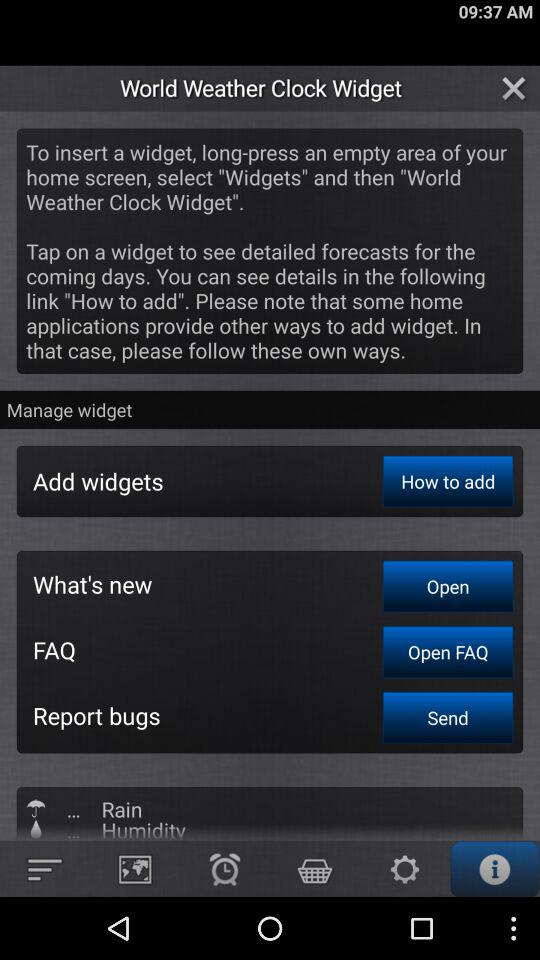 09:37 AM
World Weather Clock Widget
To insert a widget, long-press an empty area of your
home screen, select "Widgets" and then "World
Weather Clock Widget".
Tap on a widget to see detailed forecasts for the
coming days. You can see details in the following
link "How to add". Please note that some home
applications provide other ways to add widget. In
that case, please follow these own ways.
Manage widget
Add widgets
How to add
What's new
Open
FAQ
Open FAQ
Report bugs
Send
... Rain
... Humidity